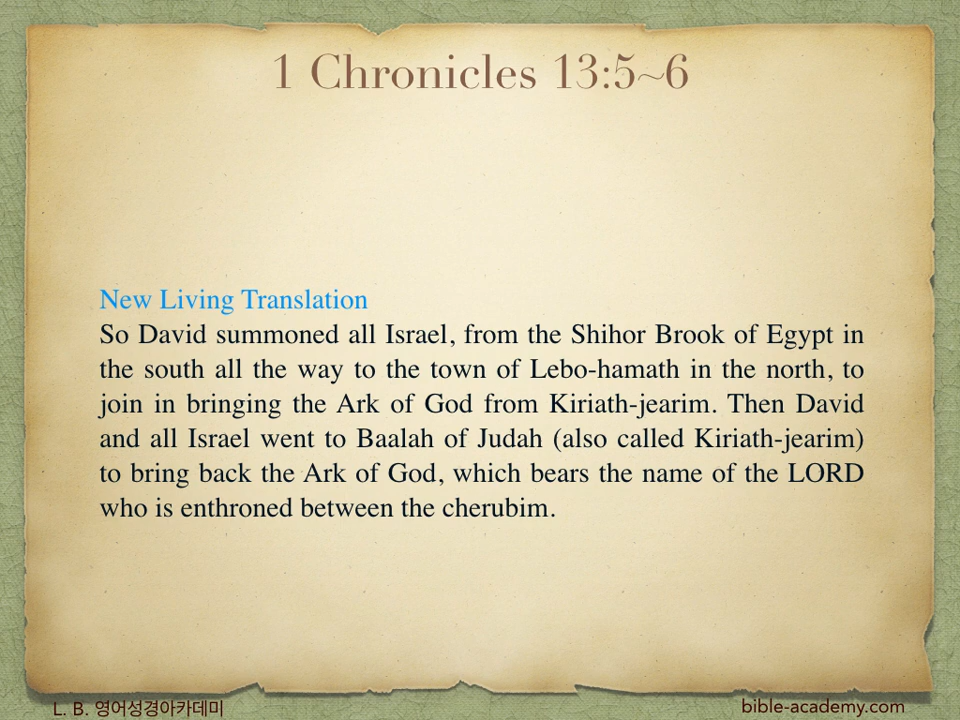 1 Chronicles 13:5~6
New Living Translation
So David summoned all Israel, from the Shihor Brook of Egypt in
the south all the way to the town of Lebo-hamath in the north, to
join in bringing the Ark of God from Kiriath-jearim. Then David
and all Israel went to Baalah of Judah (also called Kiriath-jearim)
to bring back the Ark of God, which bears the name of the LORD
who is enthroned between the cherubim.
L. B. 영어성경아카데미
bible-academy.com